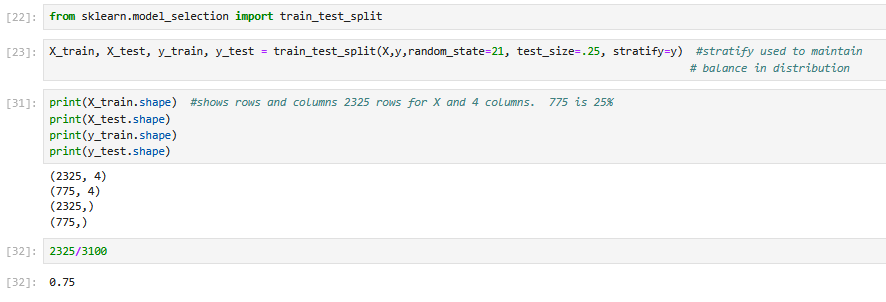 [22]: from sklearn.model_selection import train_test_split
[23]: X_train, X_test, y_train, y_test = train_test_split(X,y,random_state=21, test_size=.25, stratify=y)  #stratify used to maintain
# balance in distribution
[31]: print(X_train.shape)  #shows rows and columns 2325 rows for X and 4 columns.  775 is 25%
print(X_test.shape)
print(y_train.shape)
print(y_test.shape)
(2325, 4)
(775, 4)
(2325,)
(775,)
[32]: 2325/3100
[32]: 0.75